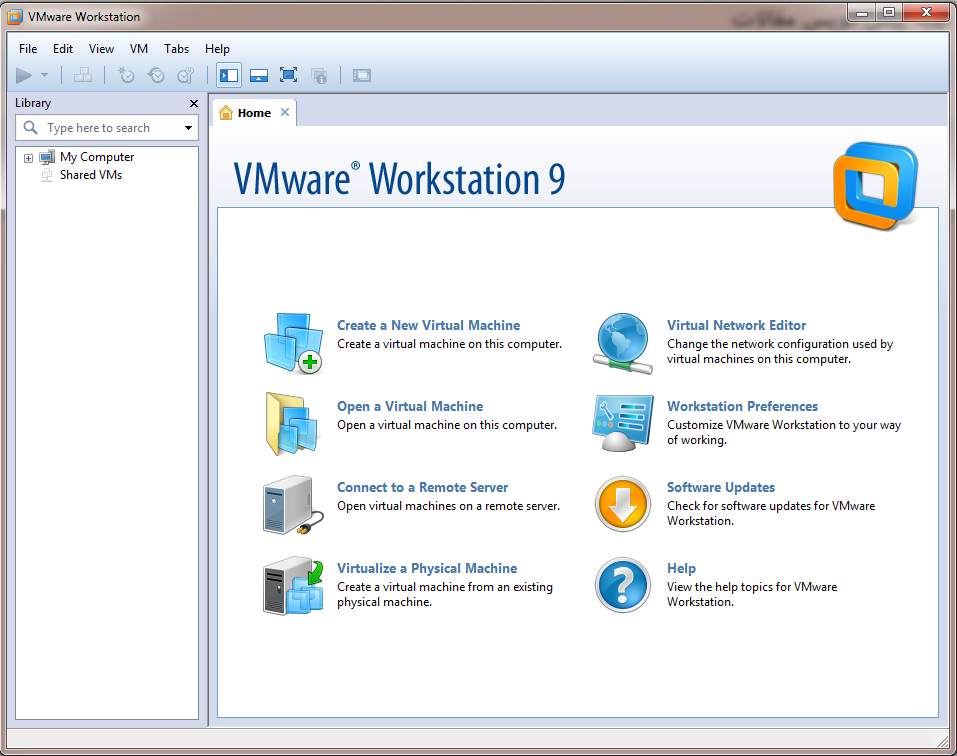 VMware Workstation
File Edit View VM Tabs Help
Library
Type here to search
My Computer
Shared VMs
Home
VMware® Workstation 9
Create a New Virtual Machine
Create a virtual machine on this computer.
Open a Virtual Machine
Open a virtual machine on this computer.
Connect to a Remote Server
Open virtual machines on a remote server.
Virtualize a Physical Machine
Create a virtual machine from an existing
physical machine.
Virtual Network Editor
Change the network configuration used by
virtual machines on this computer.
Workstation Preferences
Customize VMware Workstation to your way
of working.
Software Updates
Check for software updates for VMware
Workstation.
Help
View the help topics for VMware
Workstation.